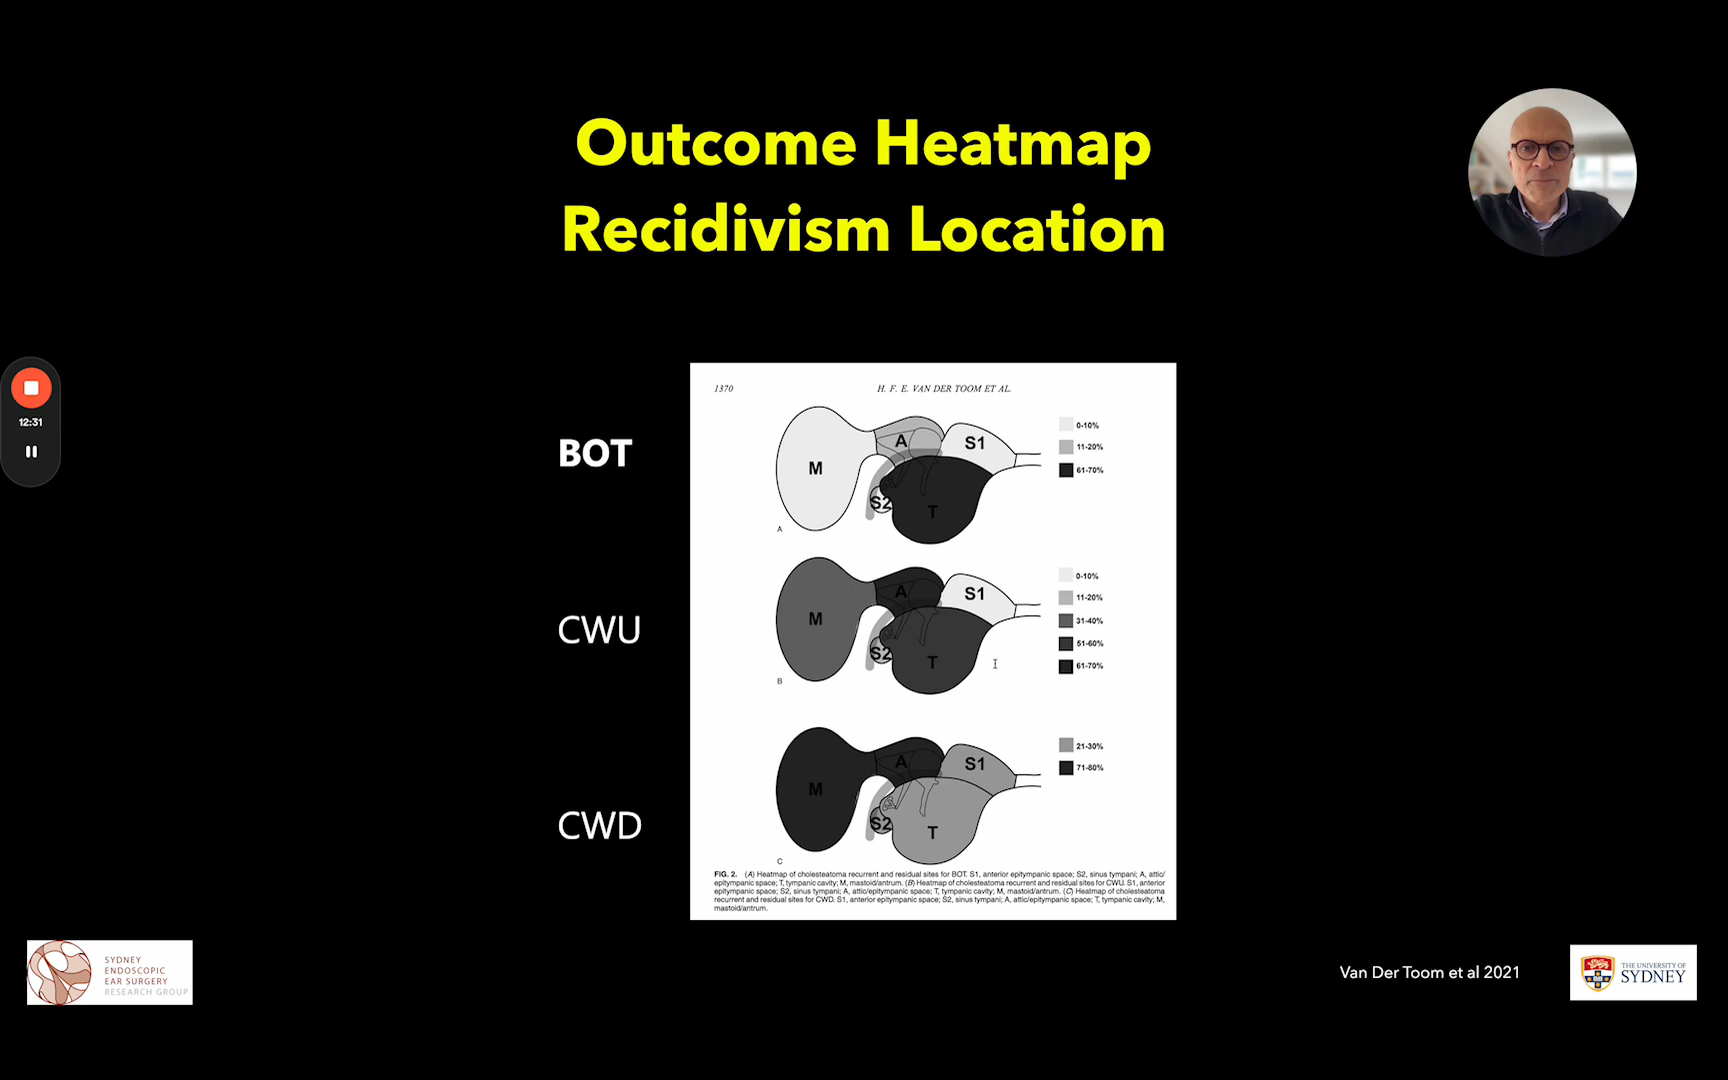 Outcome Heatmap
Recidivism Location
12:31
BOT
CWU
CWD
1370
H. F. E. VAN DER TOOM ET AL.
M
A
S1
S2
T
A
0-10%
11-20%
61-70%
M
A
S1
S2
T
B
0-10%
11-20%
31-40%
51-60%
61-70%
M
A
S1
S2
T
C
21-30%
71-80%
FIG. 2. (A) Heatmap of cholesteatoma recurrent and residual sites for BOT. S1, anterior epitympanic space; S2, sinus tympani; A, attic/
epitympanic space; T, tympanic cavity; M, mastoid/antrum. (B) Heatmap of cholesteatoma recurrent and residual sites for CWU. S1, anterior
epitympanic space; S2, sinus tympani; A, attic/epitympanic space; T, tympanic cavity; M, mastoid/antrum. (C) Heatmap of cholesteatoma
recurrent and residual sites for CWD. S1, anterior epitympanic space; S2, sinus tympani; A, attic/epitympanic space; T, tympanic cavity; M,
mastoid/antrum.
SYDNEY
ENDOSCOPIC
EAR SURGERY
RESEARCH GROUP
Van Der Toom et al 2021
THE UNIVERSITY OF
SYDNEY